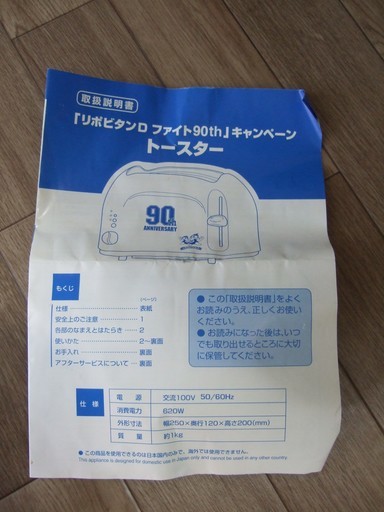 取扱説明書
「リポビタンD ファイト90th」キャンペーン
トースター
90th
ANNIVERSARY
もくじ
(ページ)
仕様 ……………………… 表紙
安全上のご注意 ………… 1
各部のなまえとはたらき … 2
使いかた ………… 2~裏面
お手入れ ………………… 裏面
アフターサービスについて … 裏面
● この「取扱説明書」をよく
お読みのうえ、正しくお使い
ください。
● お読みになった後は、いつ
でも取り出せるところに大切
に保管してください。
仕様
電源 交流100V 50/60Hz
消費電力 620W
外形寸法 幅250×奥行120×高さ200(mm)
質量 約1kg
● この商品を使用できるのは日本国内のみで、海外では使用できません。
This appliance is designed for domestic use in Japan only and cannot be used in any other country.